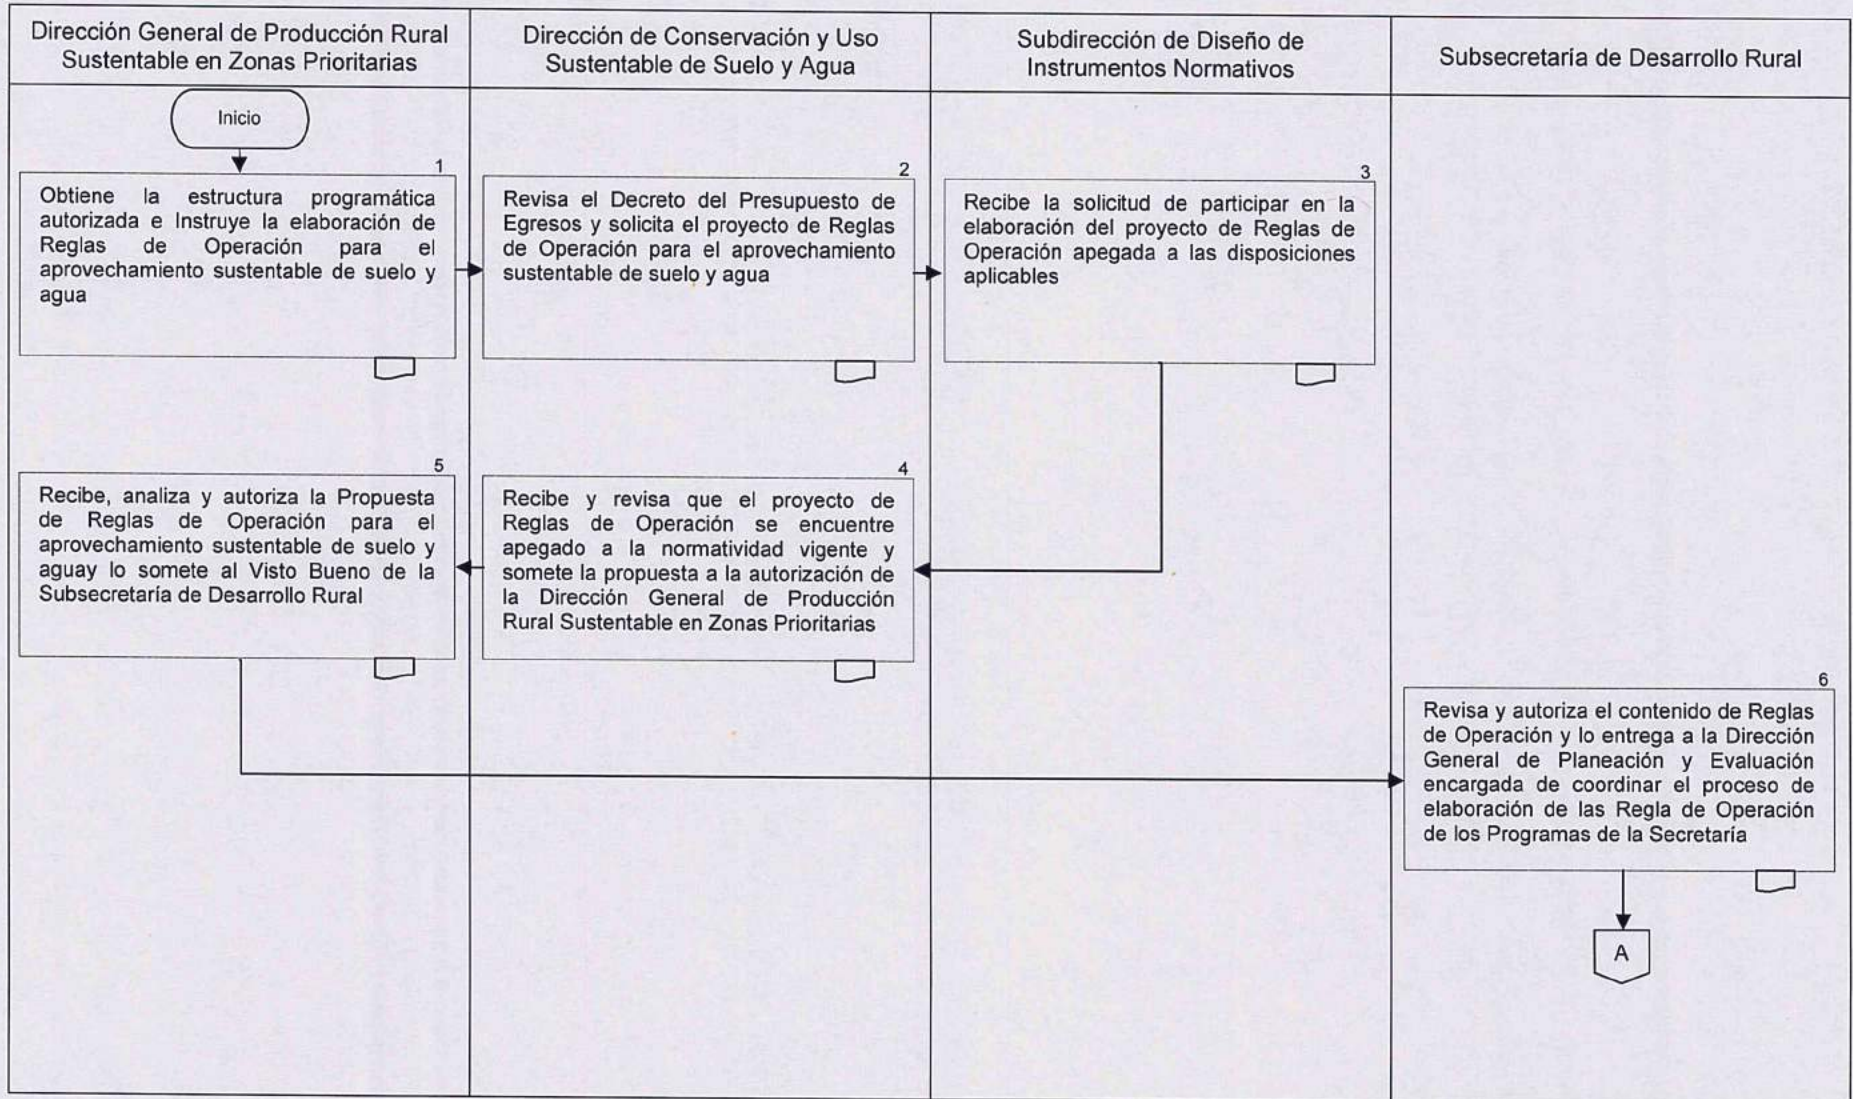 Dirección General de Producción Rural
Sustentable en Zonas Prioritarias
Dirección de Conservación y Uso
Sustentable de Suelo y Agua
Subdirección de Diseño de
Instrumentos Normativos
Subsecretaría de Desarrollo Rural
Inicio
1
Obtiene la estructura programática
autorizada e Instruye la elaboración de
Reglas de Operación para el
aprovechamiento sustentable de suelo y
agua
2
Revisa el Decreto del Presupuesto de
Egresos y solicita el proyecto de Reglas
de Operación para el aprovechamiento
sustentable de suelo y agua
3
Recibe la solicitud de participar en la
elaboración del proyecto de Reglas de
Operación apegada a las disposiciones
aplicables
5
Recibe, analiza y autoriza la Propuesta
de Reglas de Operación para el
aprovechamiento sustentable de suelo y
aguay lo somete al Visto Bueno de la
Subsecretaría de Desarrollo Rural
4
Recibe y revisa que el proyecto de
Reglas de Operación se encuentre
apegado a la normatividad vigente y
somete la propuesta a la autorización de
la Dirección General de Producción
Rural Sustentable en Zonas Prioritarias
6
Revisa y autoriza el contenido de Reglas
de Operación y lo entrega a la Dirección
General de Planeación y Evaluación
encargada de coordinar el proceso de
elaboración de las Regla de Operación
de los Programas de la Secretaría
A